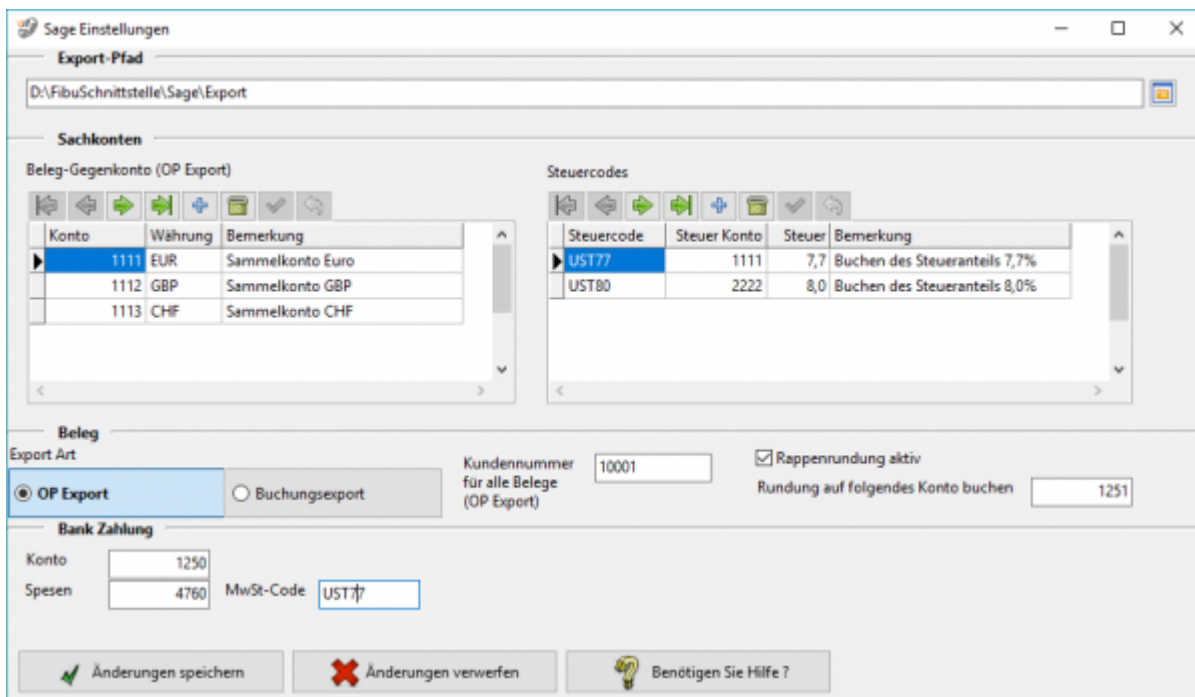 Sage Einstellungen
Export-Pfad
D:\FibuSchnittstelle\Sage\Export
Sachkonten
Beleg-Gegenkonto (OP Export)
Konto Währung Bemerkung
1111 EUR Sammelkonto Euro
1112 GBP Sammelkonto GBP
1113 CHF Sammelkonto CHF
Steuercodes
Steuercode Steuer Konto Steuer Bemerkung
UST77 1111 7,7 Buchen des Steueranteils 7,7%
UST80 2222 8,0 Buchen des Steueranteils 8,0%
Beleg
Export Art
OP Export
Buchungsexport
Kundennummer
für alle Belege
(OP Export)
10001
Rappenrundung aktiv
Rundung auf folgendes Konto buchen 1251
Bank Zahlung
Konto 1250
Spesen 4760 MwSt-Code UST77
Änderungen speichern
Änderungen verwerfen
Benötigen Sie Hilfe ?